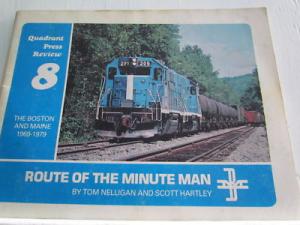 Quadrant
Press
Review
8
THE BOSTON
AND MAINE
1969-1979
ROUTE OF THE MINUTE MAN
BY TOM NELLIGAN AND SCOTT HARTLEY